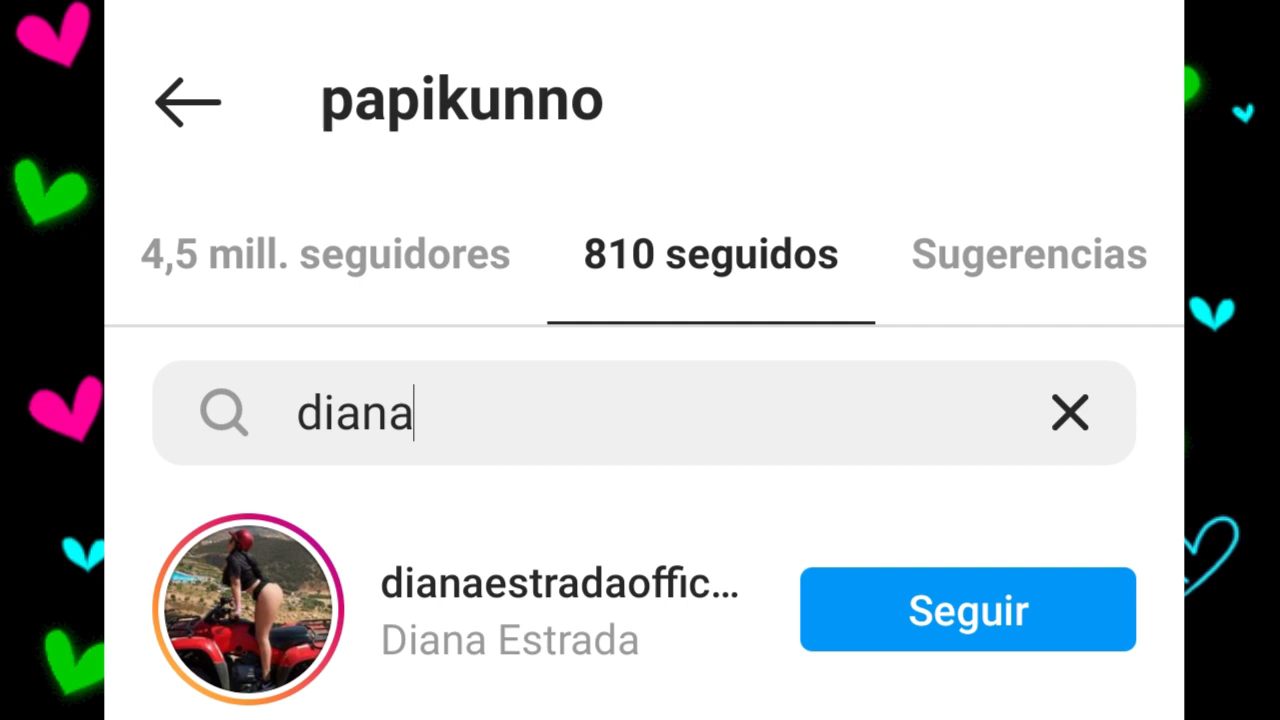 papikunno
4,5 mill. seguidores 810 seguidos Sugerencias
diana
dianaestradaoffic...
Diana Estrada
Seguir